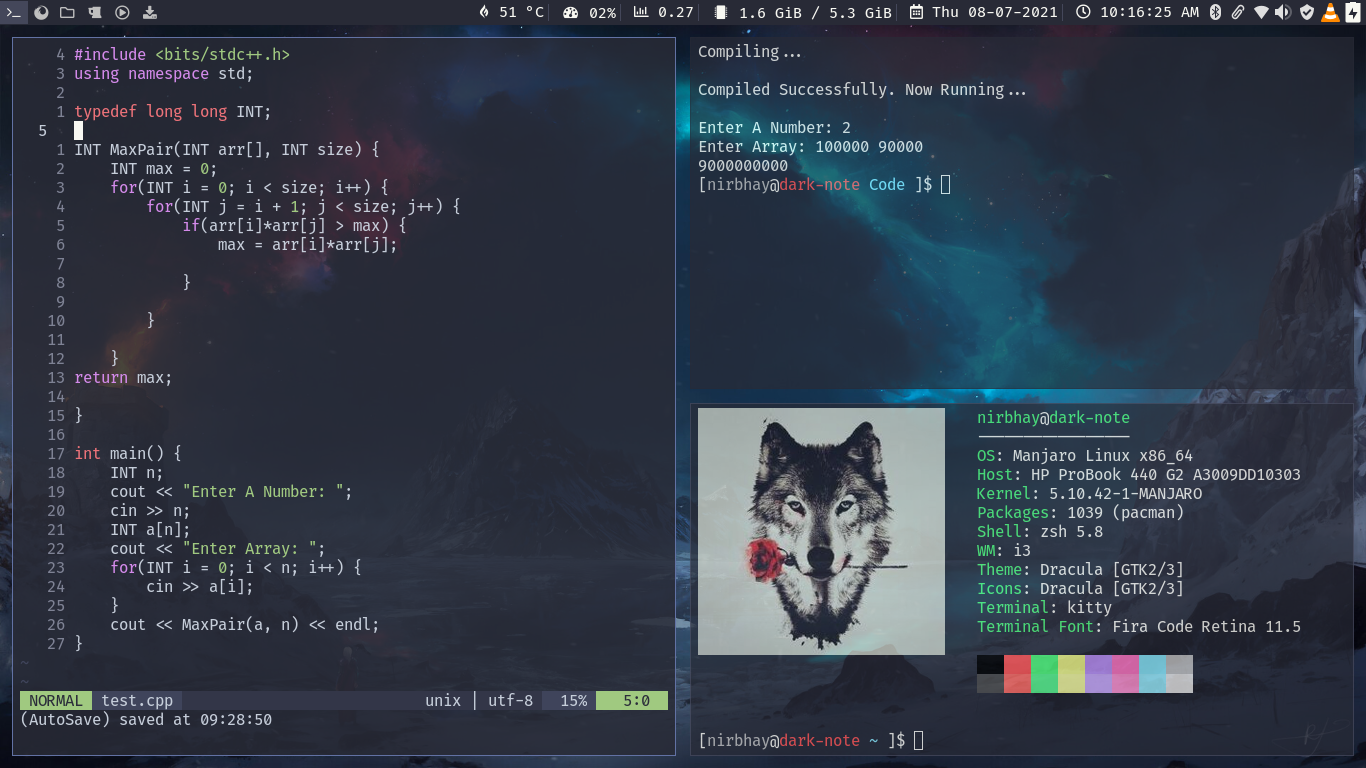 51 °C 02% 0.27 1.6 GiB / 5.3 GiB Thu 08-07-2021 10:16:25 AM
4 #include <bits/stdc++.h>
3 using namespace std;
2
1 typedef long long INT;
5
1 INT MaxPair(INT arr[], INT size) {
2     INT max = 0;
3     for(INT i = 0; i < size; i++) {
4         for(INT j = i + 1; j < size; j++) {
5             if(arr[i]*arr[j] > max) {
6                 max = arr[i]*arr[j];
7
8             }
9
10         }
11
12     }
13 return max;
14
15 }
16
17 int main() {
18     INT n;
19     cout << "Enter A Number: ";
20     cin >> n;
21     INT a[n];
22     cout << "Enter Array: ";
23     for(INT i = 0; i < n; i++) {
24         cin >> a[i];
25     }
26     cout << MaxPair(a, n) << endl;
27 }
~
~
NORMAL test.cpp unix | utf-8 15% 5:0
(AutoSave) saved at 09:28:50
Compiling...
Compiled Successfully. Now Running...
Enter A Number: 2
Enter Array: 100000 90000
9000000000
[nirbhay@dark-note Code ]$
nirbhay@dark-note
-----------------
OS: Manjaro Linux x86_64
Host: HP ProBook 440 G2 A3009DD10303
Kernel: 5.10.42-1-MANJARO
Packages: 1039 (pacman)
Shell: zsh 5.8
WM: i3
Theme: Dracula [GTK2/3]
Icons: Dracula [GTK2/3]
Terminal: kitty
Terminal Font: Fira Code Retina 11.5
[nirbhay@dark-note ~ ]$